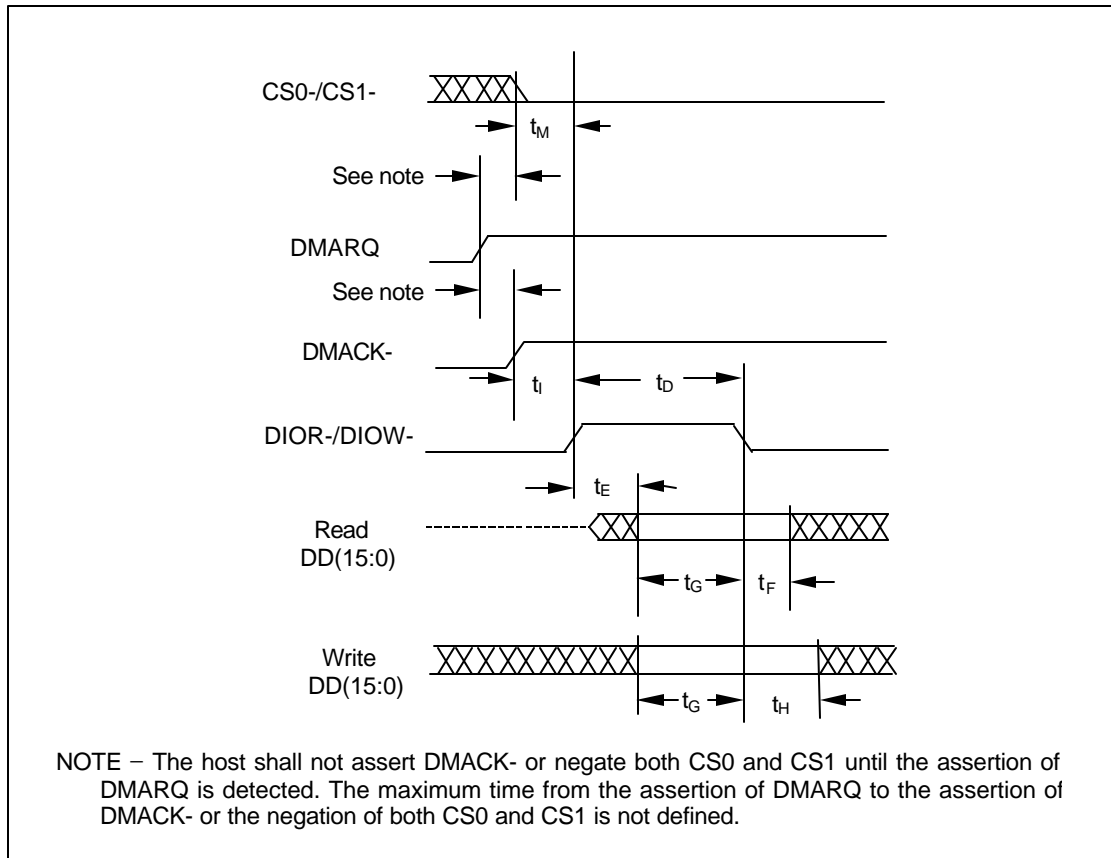 CS0-/CS1-
tM
See note
DMARQ
See note
DMACK-
tI
tD
DIOR-/DIOW-
tE
Read
DD(15:0)
tG
tF
Write
DD(15:0)
tG
tH
NOTE − The host shall not assert DMACK- or negate both CS0 and CS1 until the assertion of
DMARQ is detected. The maximum time from the assertion of DMARQ to the assertion of
DMACK- or the negation of both CS0 and CS1 is not defined.